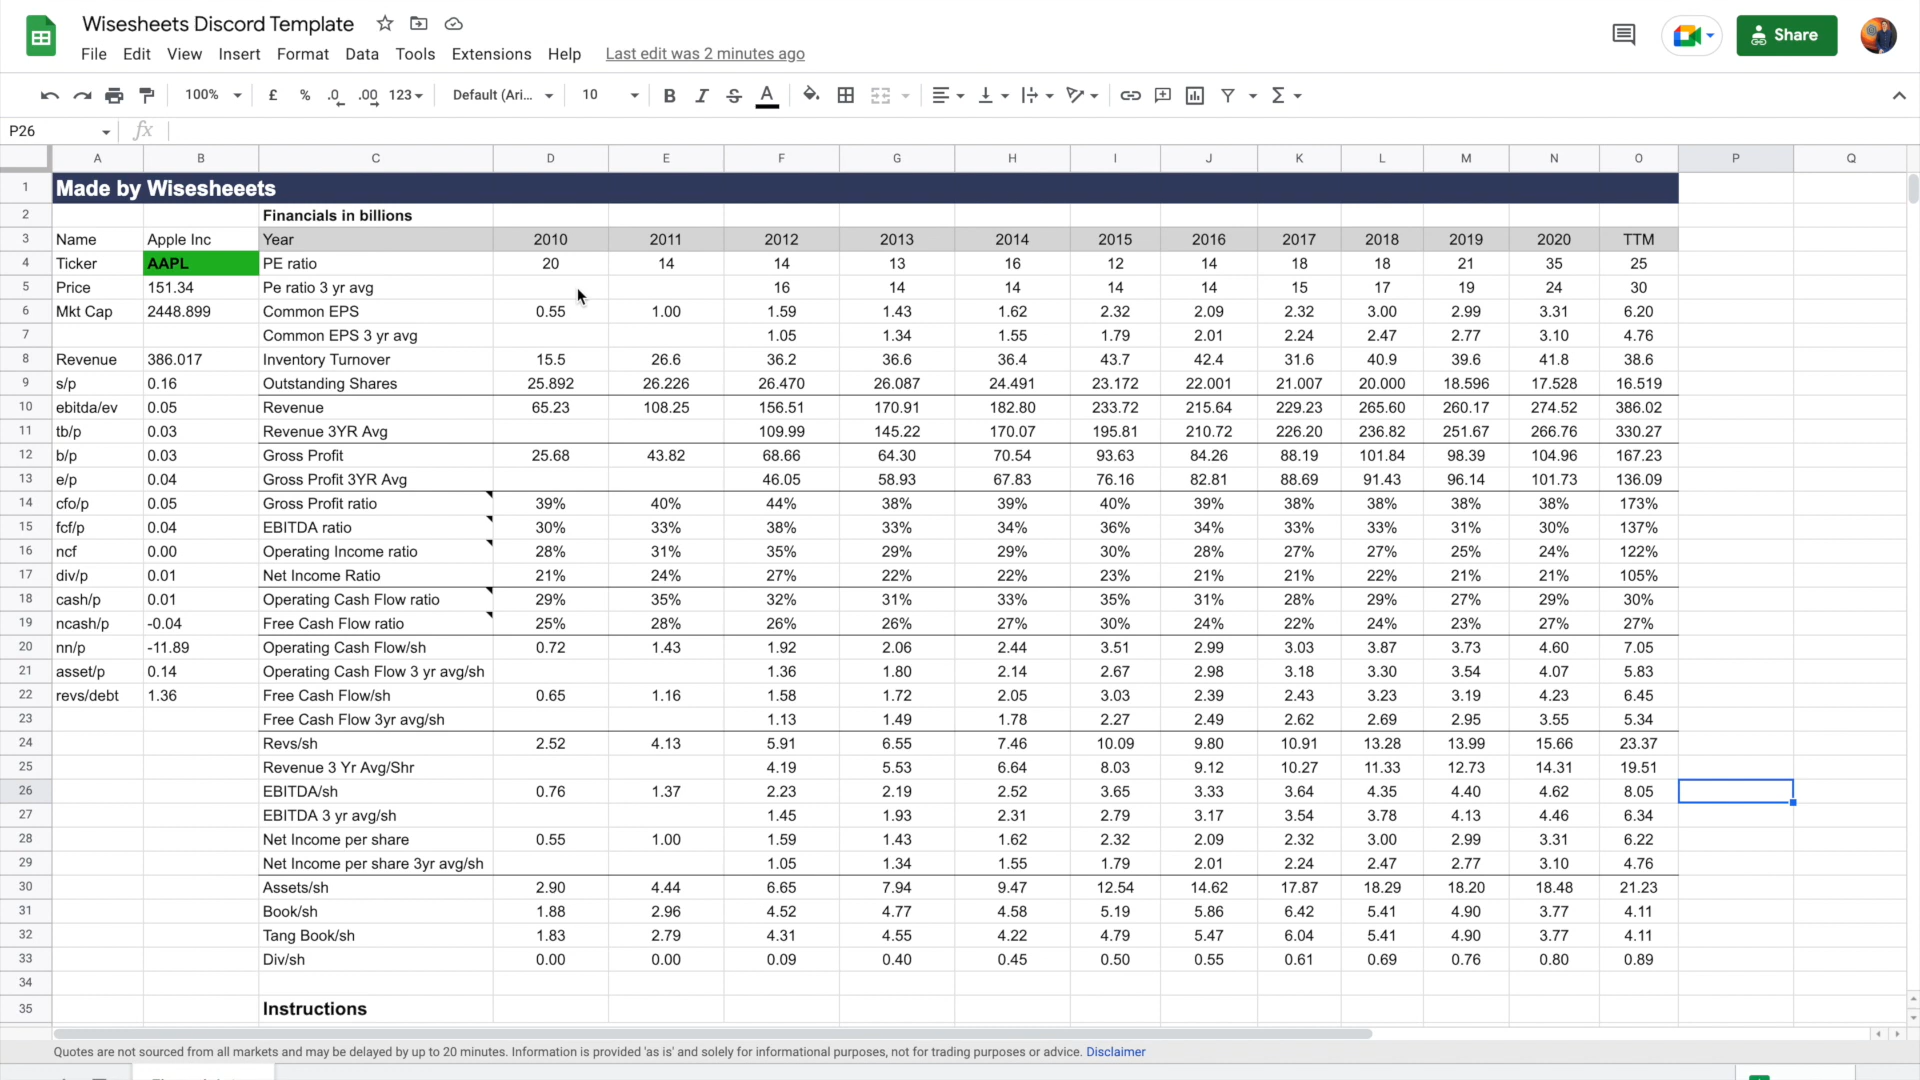 Wisesheets Discord Template
File Edit View Insert Format Data Tools Extensions Help Last edit was 2 minutes ago
Share
100% £ % .0 .00 123 Default (Ari... 10 B I S A Σ
P26 fx
A B C D E F G H I J K L M N O P Q
1 Made by Wisesheeets
2 Financials in billions
3 Name Apple Inc Year 2010 2011 2012 2013 2014 2015 2016 2017 2018 2019 2020 TTM
4 Ticker AAPL PE ratio 20 14 14 13 16 12 14 18 18 21 35 25
5 Price 151.34 Pe ratio 3 yr avg 16 14 14 14 14 15 17 19 24 30
6 Mkt Cap 2448.899 Common EPS 0.55 1.00 1.59 1.43 1.62 2.32 2.09 2.32 3.00 2.99 3.31 6.20
7 Common EPS 3 yr avg 1.05 1.34 1.55 1.79 2.01 2.24 2.47 2.77 3.10 4.76
8 Revenue 386.017 Inventory Turnover 15.5 26.6 36.2 36.6 36.4 43.7 42.4 31.6 40.9 39.6 41.8 38.6
9 s/p 0.16 Outstanding Shares 25.892 26.226 26.470 26.087 24.491 23.172 22.001 21.007 20.000 18.596 17.528 16.519
10 ebitda/ev 0.05 Revenue 65.23 108.25 156.51 170.91 182.80 233.72 215.64 229.23 265.60 260.17 274.52 386.02
11 tb/p 0.03 Revenue 3YR Avg 109.99 145.22 170.07 195.81 210.72 226.20 236.82 251.67 266.76 330.27
12 b/p 0.03 Gross Profit 25.68 43.82 68.66 64.30 70.54 93.63 84.26 88.19 101.84 98.39 104.96 167.23
13 e/p 0.04 Gross Profit 3YR Avg 46.05 58.93 67.83 76.16 82.81 88.69 91.43 96.14 101.73 136.09
14 cfo/p 0.05 Gross Profit ratio 39% 40% 44% 38% 39% 40% 39% 38% 38% 38% 38% 173%
15 fcf/p 0.04 EBITDA ratio 30% 33% 38% 33% 34% 36% 34% 33% 33% 31% 30% 137%
16 ncf 0.00 Operating Income ratio 28% 31% 35% 29% 29% 30% 28% 27% 27% 25% 24% 122%
17 div/p 0.01 Net Income Ratio 21% 24% 27% 22% 22% 23% 21% 21% 22% 21% 21% 105%
18 cash/p 0.01 Operating Cash Flow ratio 29% 35% 32% 31% 33% 35% 31% 28% 29% 27% 29% 30%
19 ncash/p -0.04 Free Cash Flow ratio 25% 28% 26% 26% 27% 30% 24% 22% 24% 23% 27% 27%
20 nn/p -11.89 Operating Cash Flow/sh 0.72 1.43 1.92 2.06 2.44 3.51 2.99 3.03 3.87 3.73 4.60 7.05
21 asset/p 0.14 Operating Cash Flow 3 yr avg/sh 1.36 1.80 2.14 2.67 2.98 3.18 3.30 3.54 4.07 5.83
22 revs/debt 1.36 Free Cash Flow/sh 0.65 1.16 1.58 1.72 2.05 3.03 2.39 2.43 3.23 3.19 4.23 6.45
23 Free Cash Flow 3yr avg/sh 1.13 1.49 1.78 2.27 2.49 2.62 2.69 2.95 3.55 5.34
24 Revs/sh 2.52 4.13 5.91 6.55 7.46 10.09 9.80 10.91 13.28 13.99 15.66 23.37
25 Revenue 3 Yr Avg/Shr 4.19 5.53 6.64 8.03 9.12 10.27 11.33 12.73 14.31 19.51
26 EBITDA/sh 0.76 1.37 2.23 2.19 2.52 3.65 3.33 3.64 4.35 4.40 4.62 8.05
27 EBITDA 3 yr avg/sh 1.45 1.93 2.31 2.79 3.17 3.54 3.78 4.13 4.46 6.34
28 Net Income per share 0.55 1.00 1.59 1.43 1.62 2.32 2.09 2.32 3.00 2.99 3.31 6.22
29 Net Income per share 3yr avg/sh 1.05 1.34 1.55 1.79 2.01 2.24 2.47 2.77 3.10 4.76
30 Assets/sh 2.90 4.44 6.65 7.94 9.47 12.54 14.62 17.87 18.29 18.20 18.48 21.23
31 Book/sh 1.88 2.96 4.52 4.77 4.58 5.19 5.86 6.42 5.41 4.90 3.77 4.11
32 Tang Book/sh 1.83 2.79 4.31 4.55 4.22 4.79 5.47 6.04 5.41 4.90 3.77 4.11
33 Div/sh 0.00 0.00 0.09 0.40 0.45 0.50 0.55 0.61 0.69 0.76 0.80 0.89
34
35 Instructions
Quotes are not sourced from all markets and may be delayed by up to 20 minutes. Information is provided 'as is' and solely for informational purposes, not for trading purposes or advice. Disclaimer